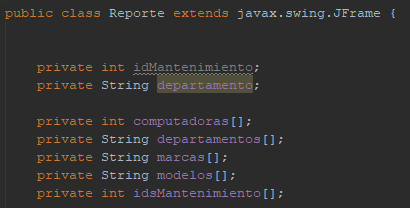 public class Reporte extends javax.swing.JFrame {
private int idMantenimiento;
private String departamento;
private int computadoras[];
private String departamentos[];
private String marcas[];
private String modelos[];
private int idsMantenimiento[];